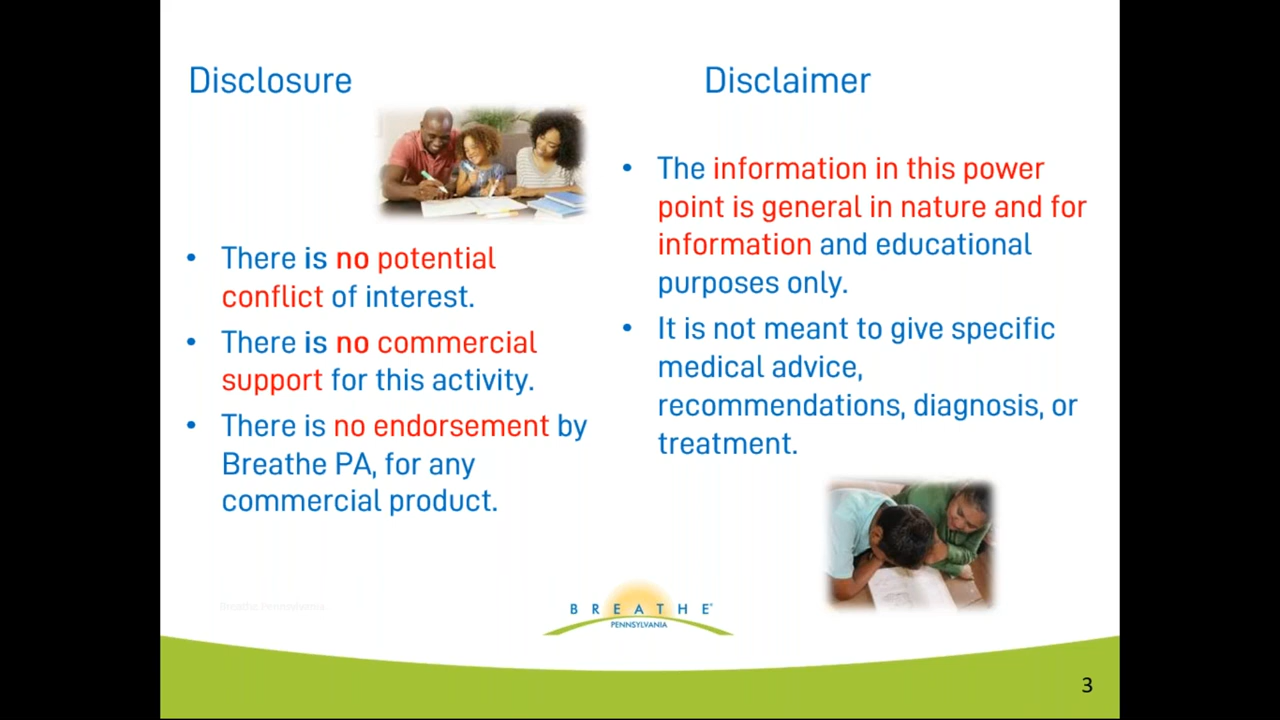 Disclosure
There is no potential
conflict of interest.
There is no commercial
support for this activity.
There is no endorsement by
Breathe PA, for any
commercial product.
Disclaimer
The information in this power
point is general in nature and for
information and educational
purposes only.
It is not meant to give specific
medical advice,
recommendations, diagnosis, or
treatment.
Breathe Pennsylvania
BREATHE
PENNSYLVANIA
3